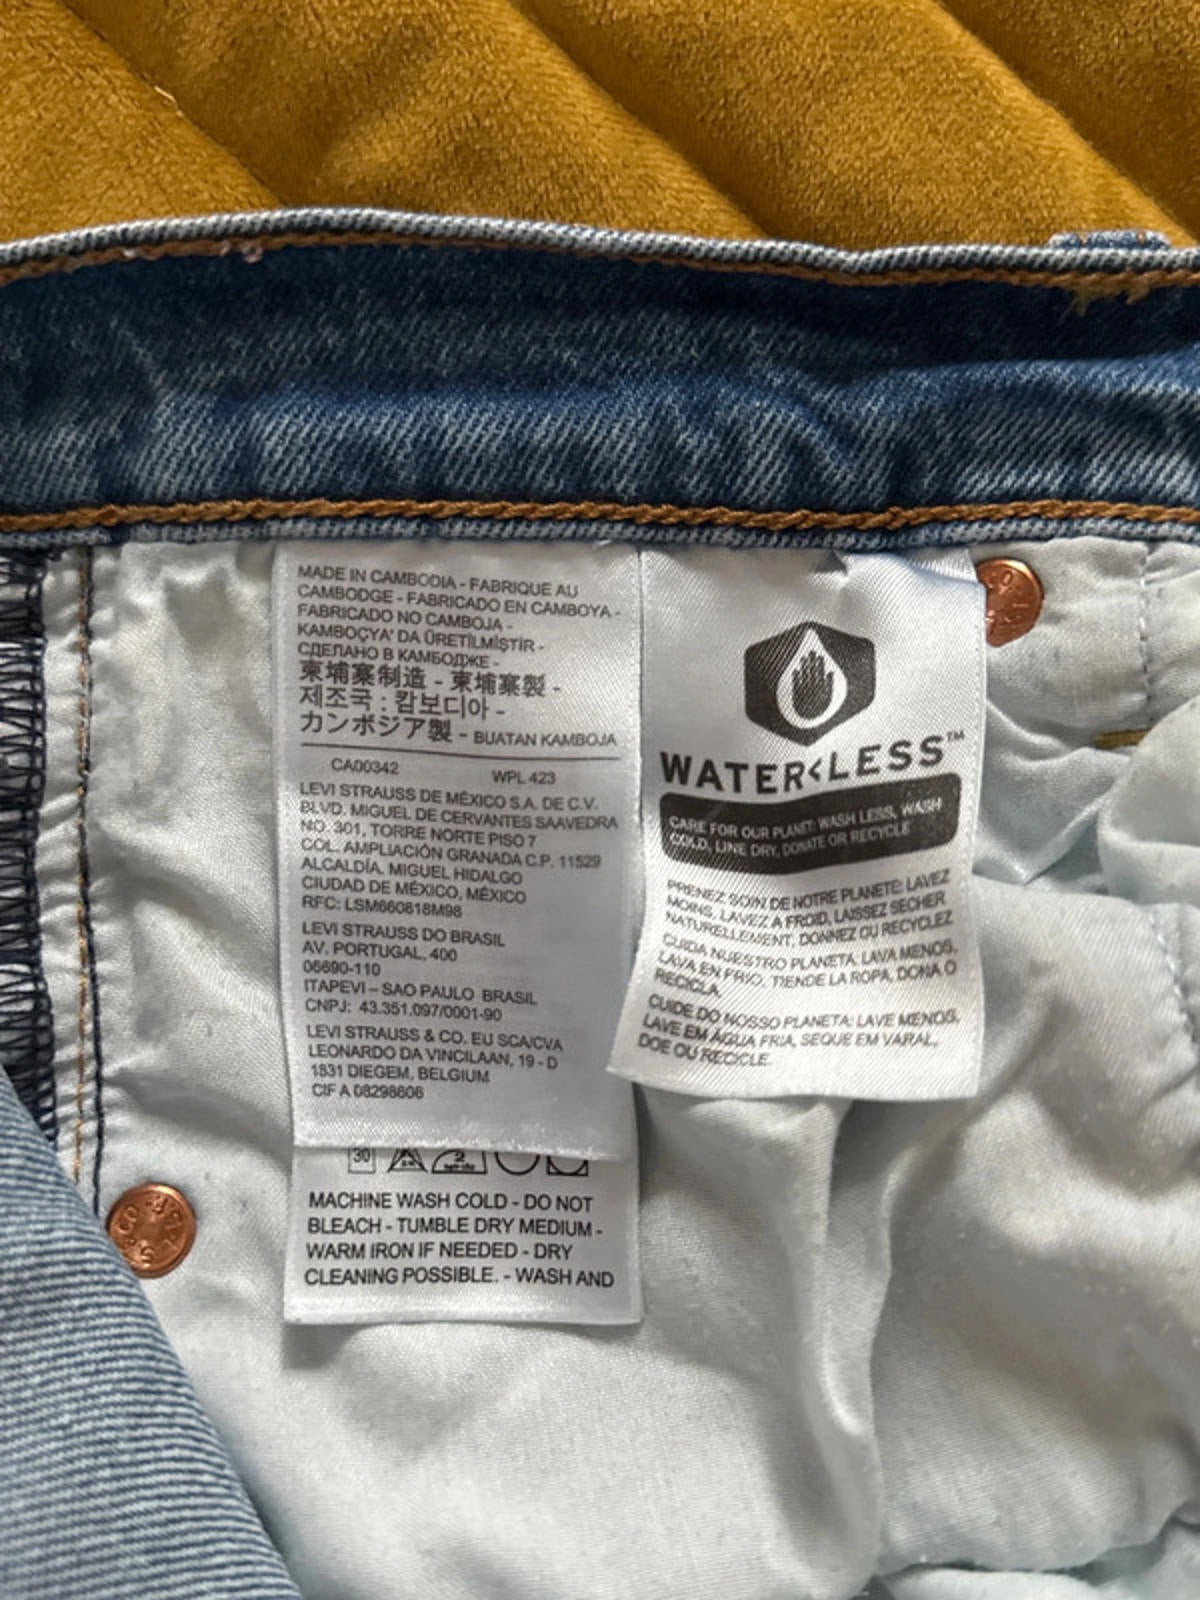 MADE IN CAMBODIA - FABRIQUE AU
CAMBODGE - FABRICADO EN CAMBOYA -
FABRICADO NO CAMBOJA -
KAMBOÇYA' DA ÜRETİLMİŞTİR -
СДЕЛАНО В КАМБОДЖЕ -
柬埔寨制造 - 柬埔寨製 -
제조국 : 캄보디아 -
カンボジア製 - BUATAN KAMBOJA
CA00342 WPL 423
LEVI STRAUSS DE MÉXICO S.A. DE C.V.
BLVD. MIGUEL DE CERVANTES SAAVEDRA
NO. 301, TORRE NORTE PISO 7
COL. AMPLIACIÓN GRANADA C.P. 11529
ALCALDÍA. MIGUEL HIDALGO
CIUDAD DE MÉXICO, MÉXICO
RFC: LSM660818M98
LEVI STRAUSS DO BRASIL
AV. PORTUGAL, 400
06690-110
ITAPEVI – SAO PAULO BRASIL
CNPJ: 43.351.097/0001-90
LEVI STRAUSS & CO. EU SCA/CVA
LEONARDO DA VINCILAAN, 19 - D
1831 DIEGEM, BELGIUM
CIF A 08298606
30
MACHINE WASH COLD - DO NOT
BLEACH - TUMBLE DRY MEDIUM -
WARM IRON IF NEEDED - DRY
CLEANING POSSIBLE. - WASH AND
WATER<LESS™
CARE FOR OUR PLANET: WASH LESS, WASH
COLD, LINE DRY, DONATE OR RECYCLE
PRENEZ SOIN DE NOTRE PLANÈTE: LAVEZ
MOINS, LAVEZ A FROID, LAISSEZ SECHER
NATURELLEMENT, DONNEZ OU RECYCLEZ
CUIDA NUESTRO PLANETA: LAVA MENOS,
LAVA EN FRIO, TIENDE LA ROPA, DONA O
RECICLA.
CUIDE DO NOSSO PLANETA: LAVE MENOS,
LAVE EM ÁGUA FRIA, SEQUE EM VARAL,
DOE OU RECICLE.